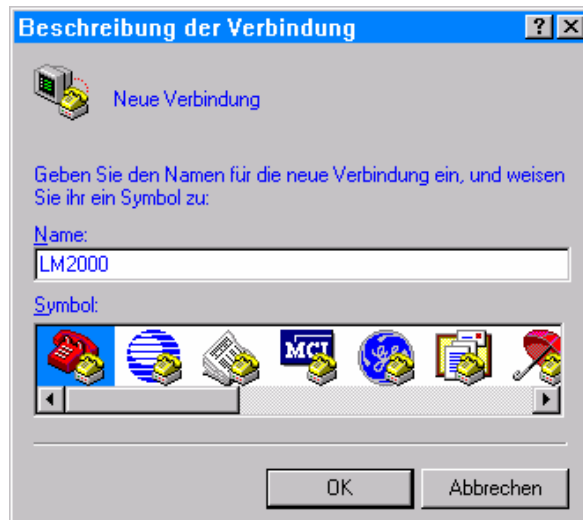 Beschreibung der Verbindung
Neue Verbindung
Geben Sie den Namen für die neue Verbindung ein, und weisen
Sie ihr ein Symbol zu:
Name:
LM2000
Symbol:
MCI
OK
Abbrechen